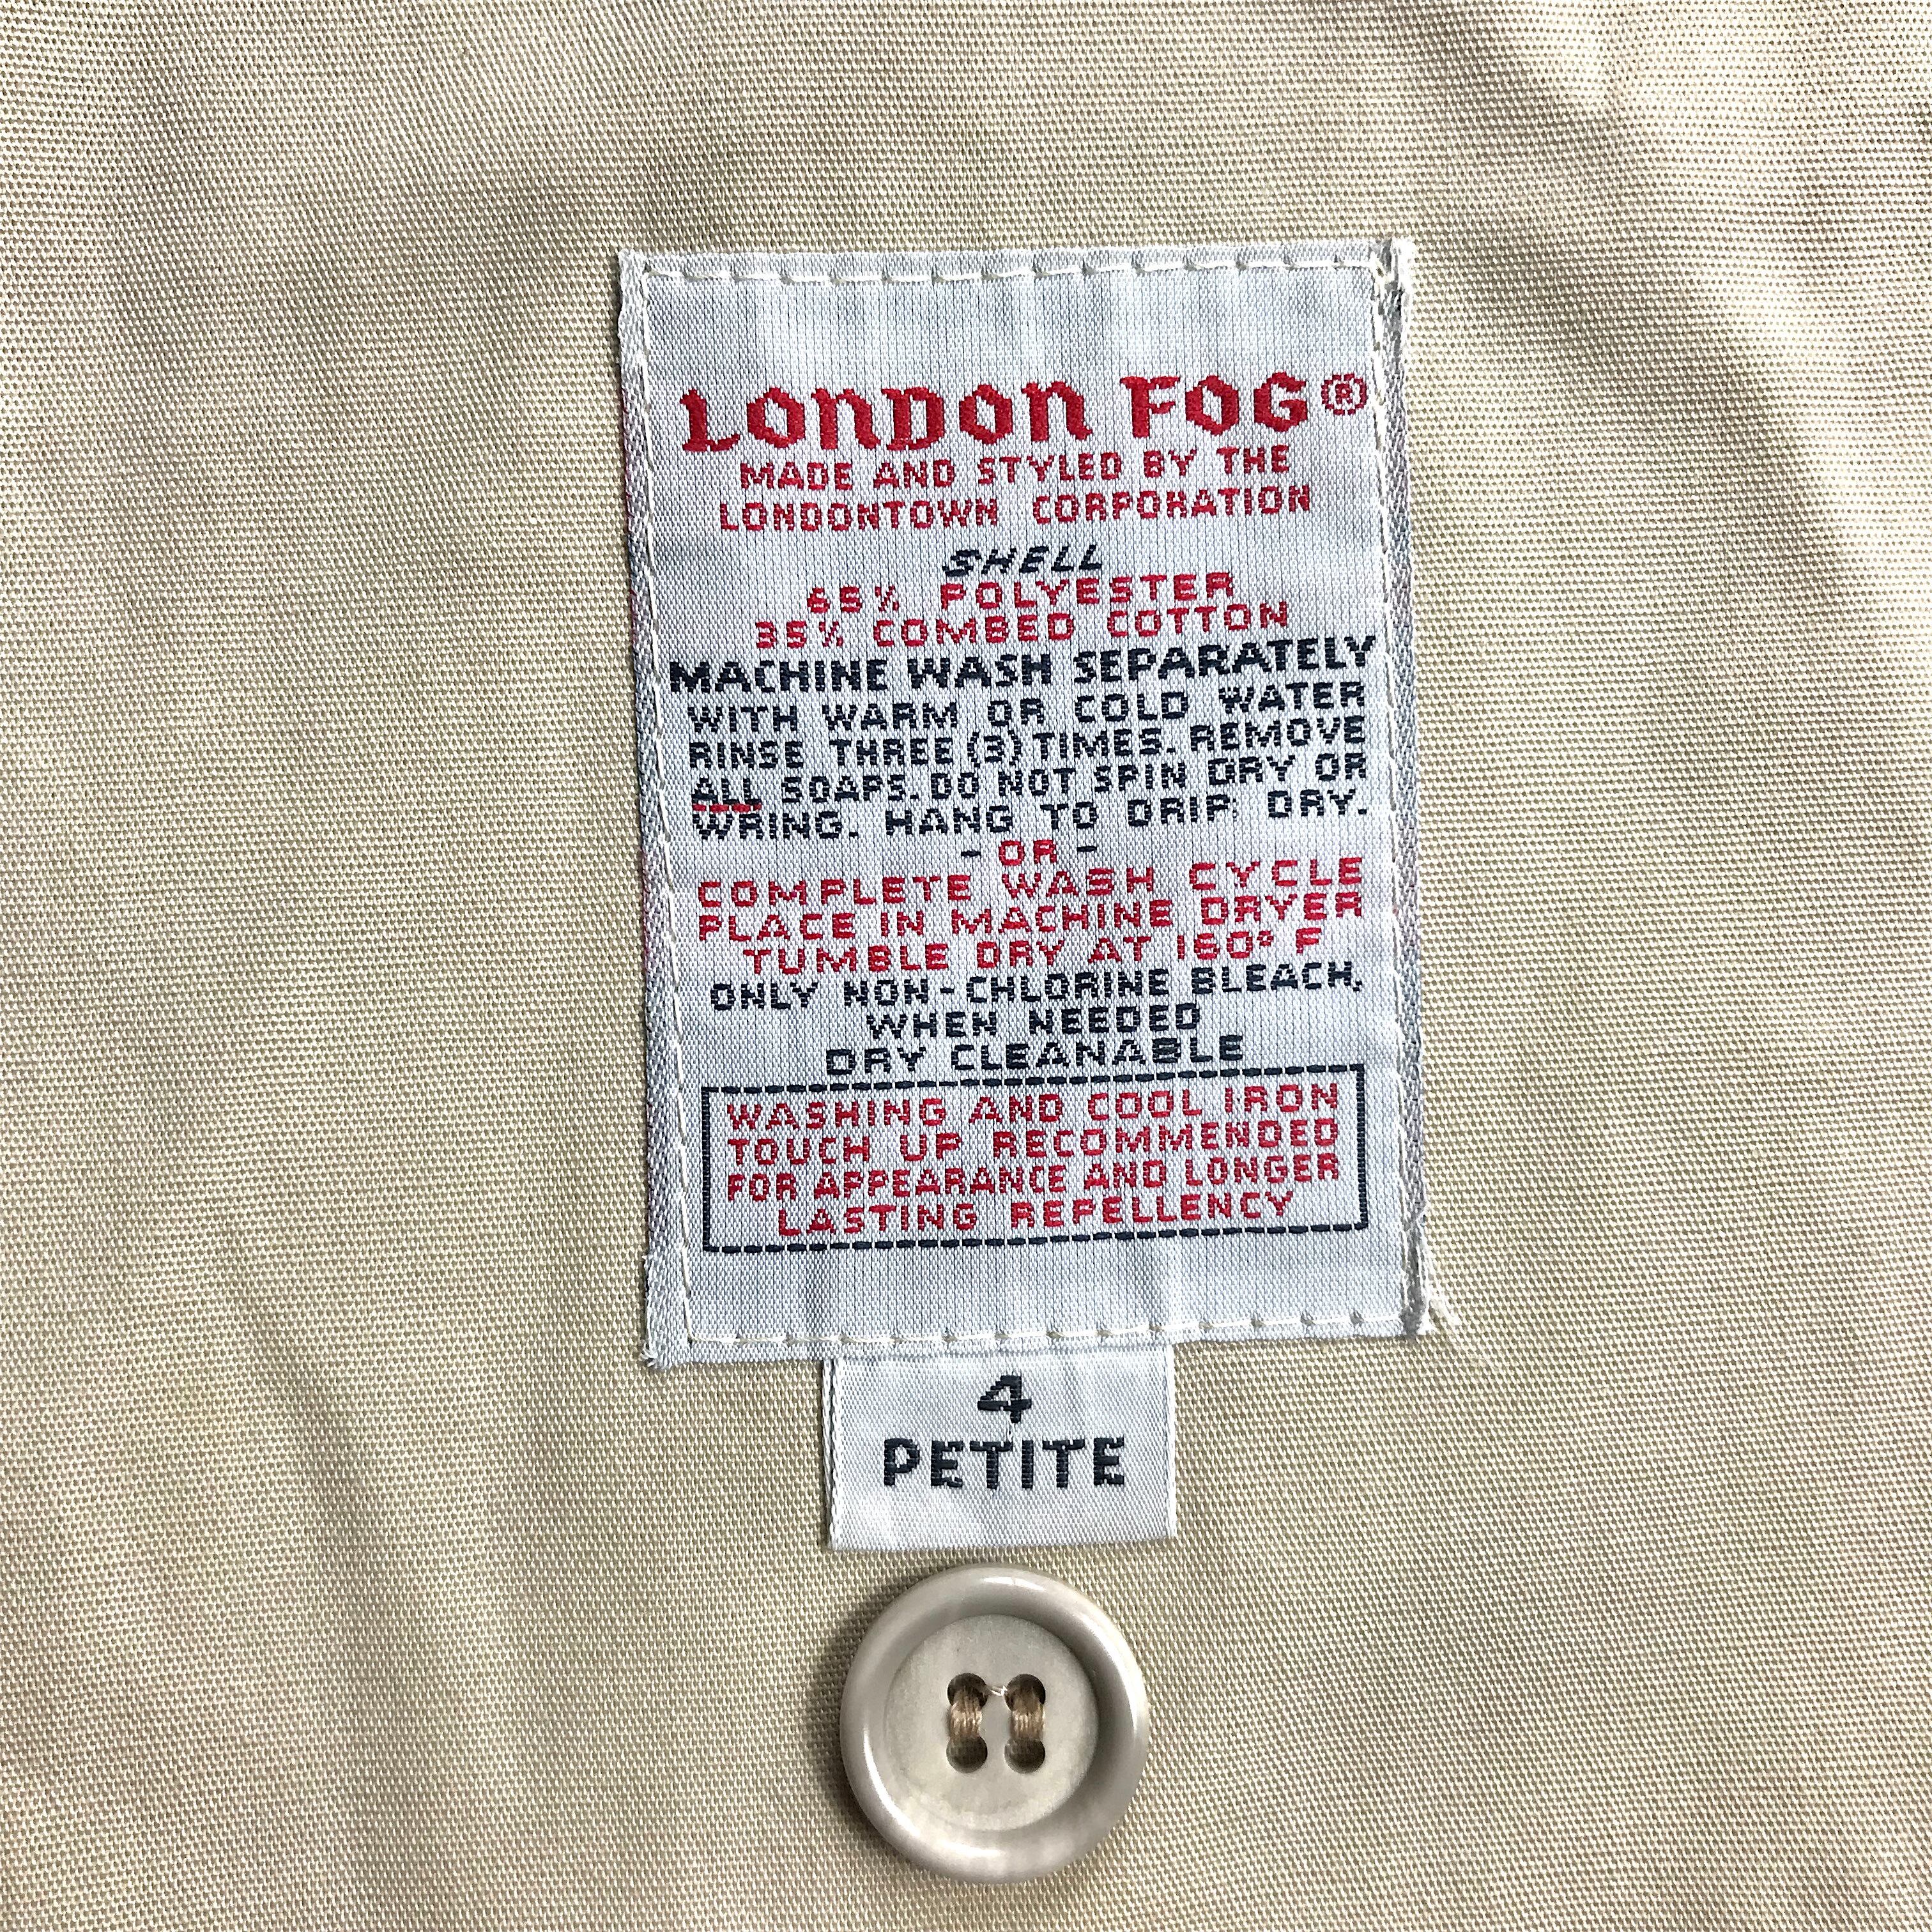 LONDON FOG®
MADE AND STYLED BY THE
LONDONTOWN CORPORATION
SHELL
65% POLYESTER
35% COMBED COTTON
MACHINE WASH SEPARATELY
WITH WARM OR COLD WATER
RINSE THREE (3) TIMES. REMOVE
ALL SOAPS. DO NOT SPIN DRY OR
WRING. HANG TO DRIP DRY.
- OR -
COMPLETE WASH CYCLE
PLACE IN MACHINE DRYER
TUMBLE DRY AT 160° F
ONLY NON-CHLORINE BLEACH,
WHEN NEEDED
DRY CLEANABLE
WASHING AND COOL IRON
TOUCH UP RECOMMENDED
FOR APPEARANCE AND LONGER
LASTING REPELLENCY
4
PETITE